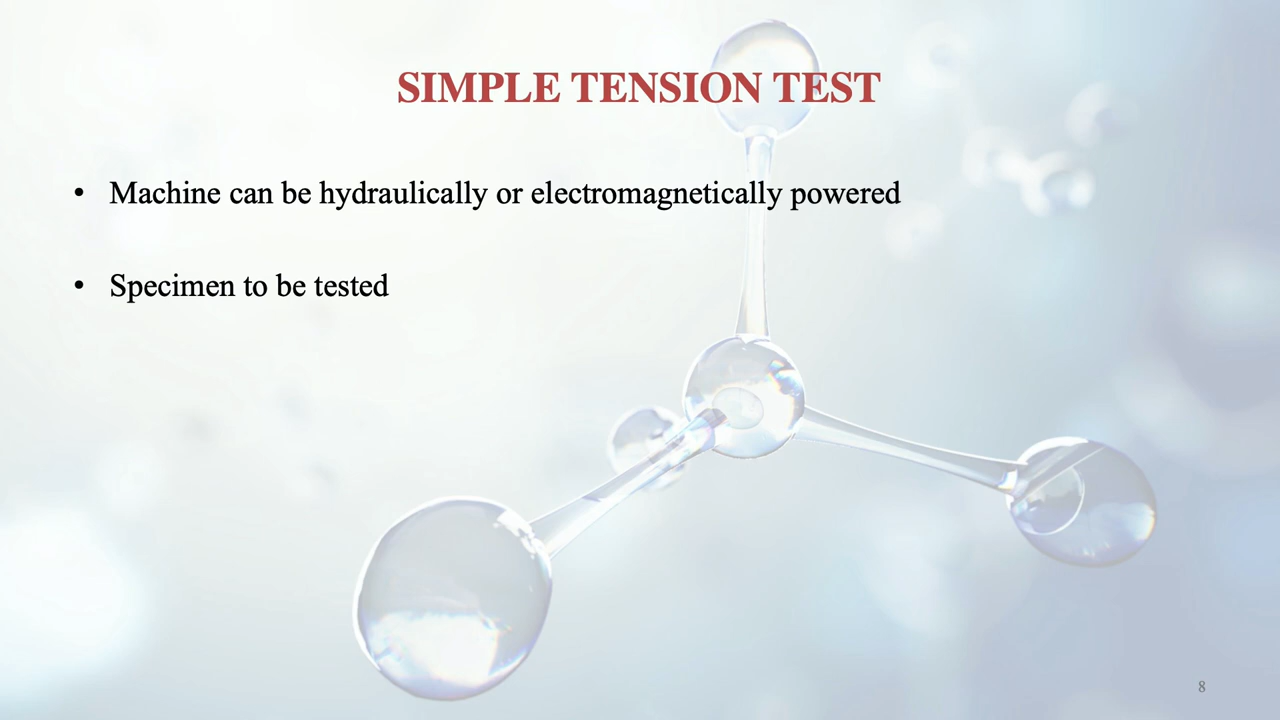 SIMPLE TENSION TEST
• Machine can be hydraulically or electromagnetically powered
• Specimen to be tested
8